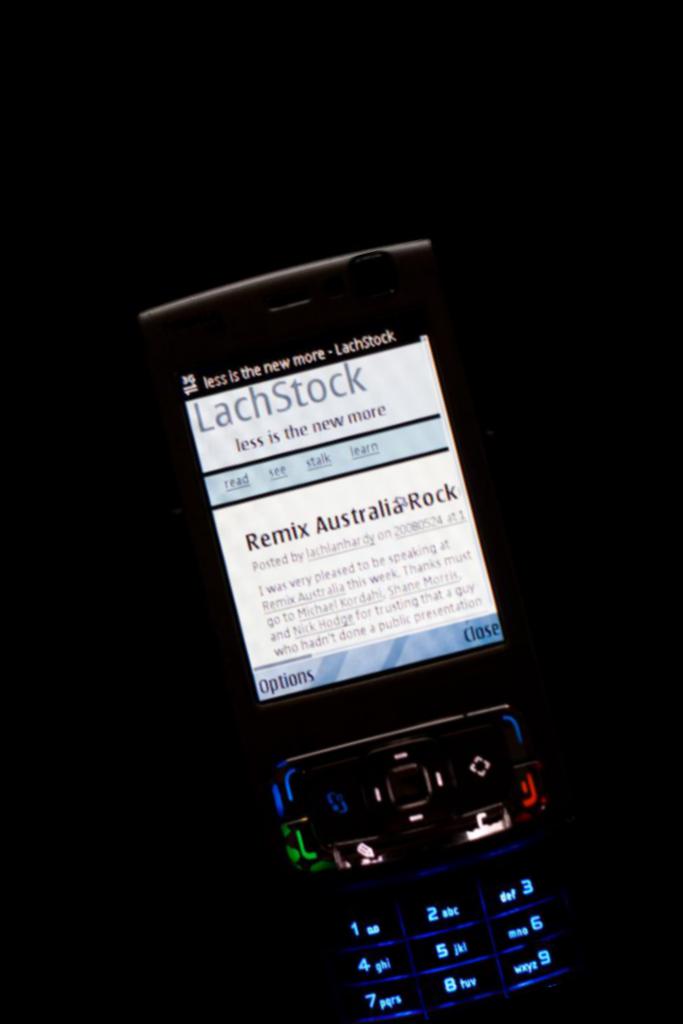 3G less is the new more - LachStock
LachStock
less is the new more
read see stalk learn
Remix Australia Rock
Posted by lachlanhardy on 20080524 at 1
I was very pleased to be speaking at
Remix Australia this week. Thanks must
go to Michael Kordahi, Shane Morris,
and Nick Hodge for trusting that a guy
who hadn't done a public presentation
Options Close
1 2 abc def 3
4 ghi 5 jkl mno 6
7 pqrs 8 tuv wxyz 9